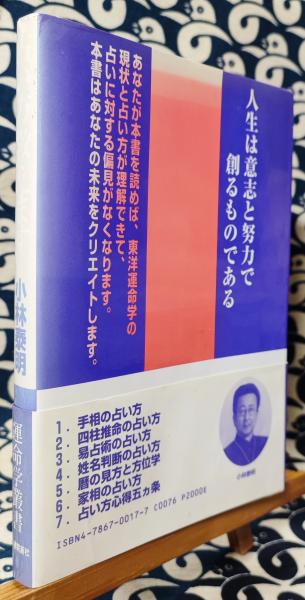 人生は意志と努力で
創るものである
あなたが本書を読めば、東洋運命学の
現状と占い方が理解できて、
占いに対する偏見がなくなります。
本書はあなたの未来をクリエイトします。
小林泰明
運命学叢書
1. 手相の占い方
2. 四柱推命の占い方
3. 易占術の占い方
4. 姓名判断の占い方
5. 暦の見方と方位学
6. 家相の占い方
7. 占い方心得五ヵ条
ISBN4-7867-0017-7 C0076 P2000E